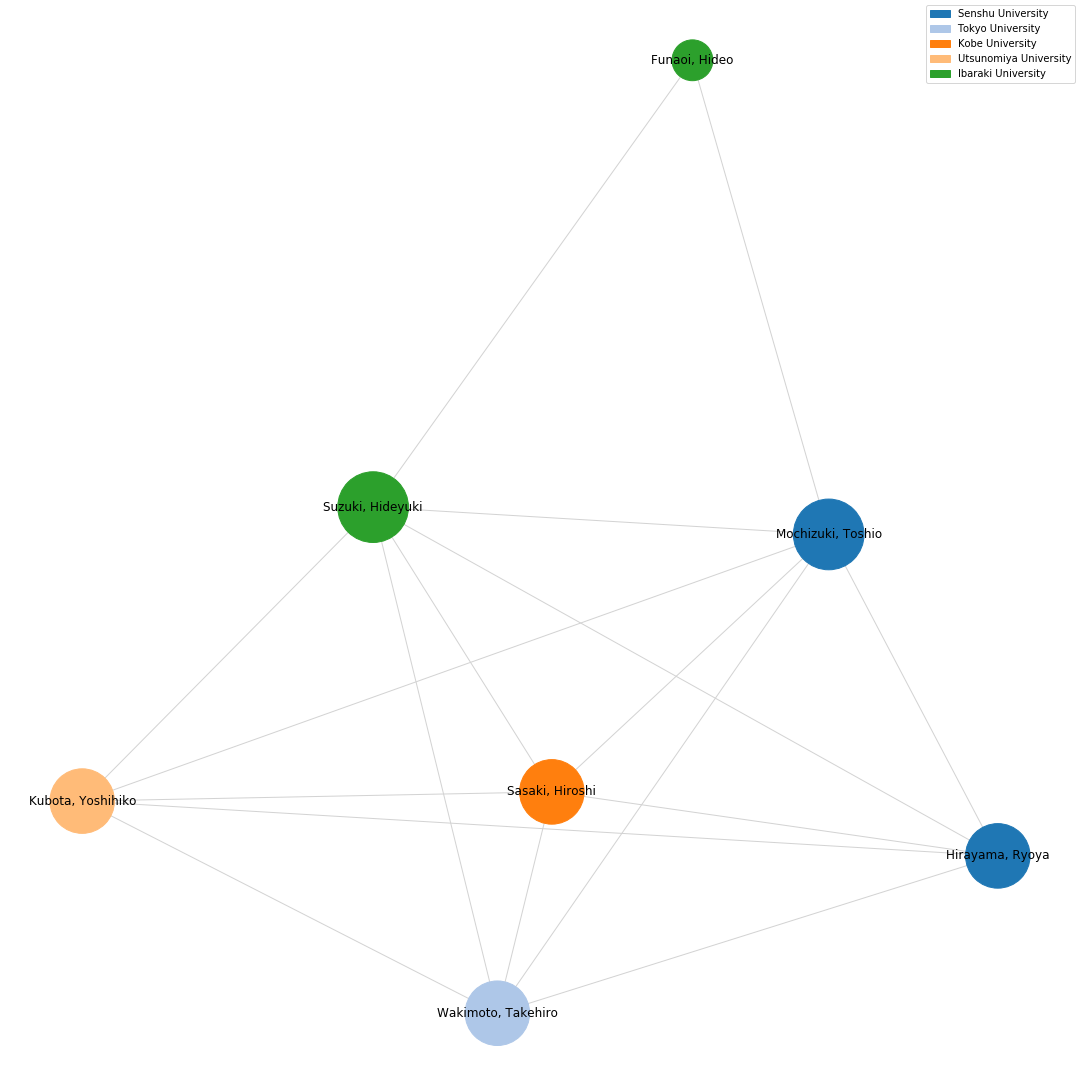 Senshu University
Tokyo University
Kobe University
Utsunomiya University
Ibaraki University
Funaoi, Hideo
Suzuki, Hideyuki
Mochizuki, Toshio
Sasaki, Hiroshi
Kubota, Yoshihiko
Hirayama, Ryoya
Wakimoto, Takehiro